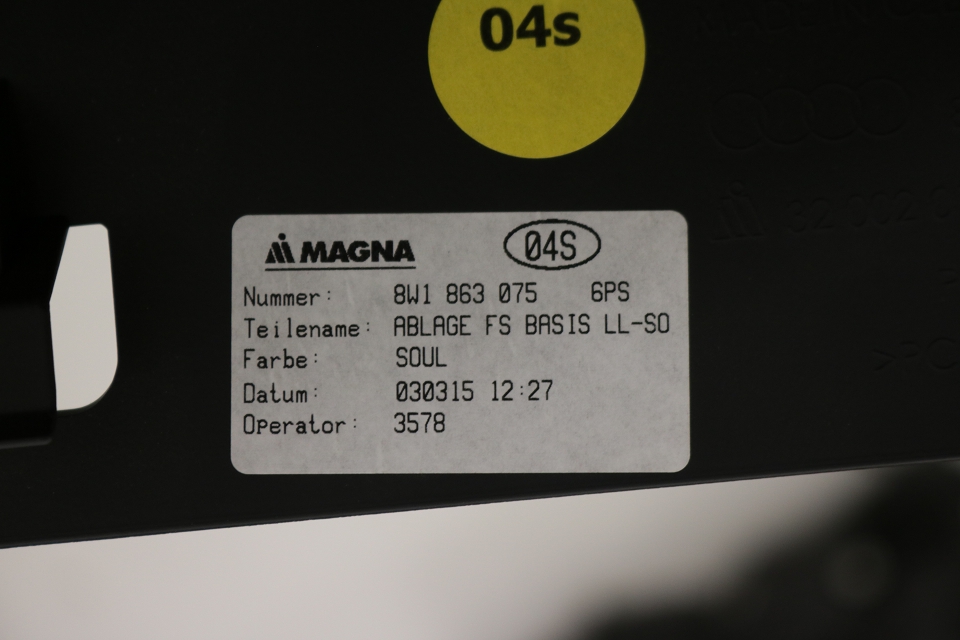 04s
MAGNA 04S
Nummer: 8W1 863 075 6PS
Teilename: ABLAGE FS BASIS LL-SO
Farbe: SOUL
Datum: 030315 12:27
Operator: 3578